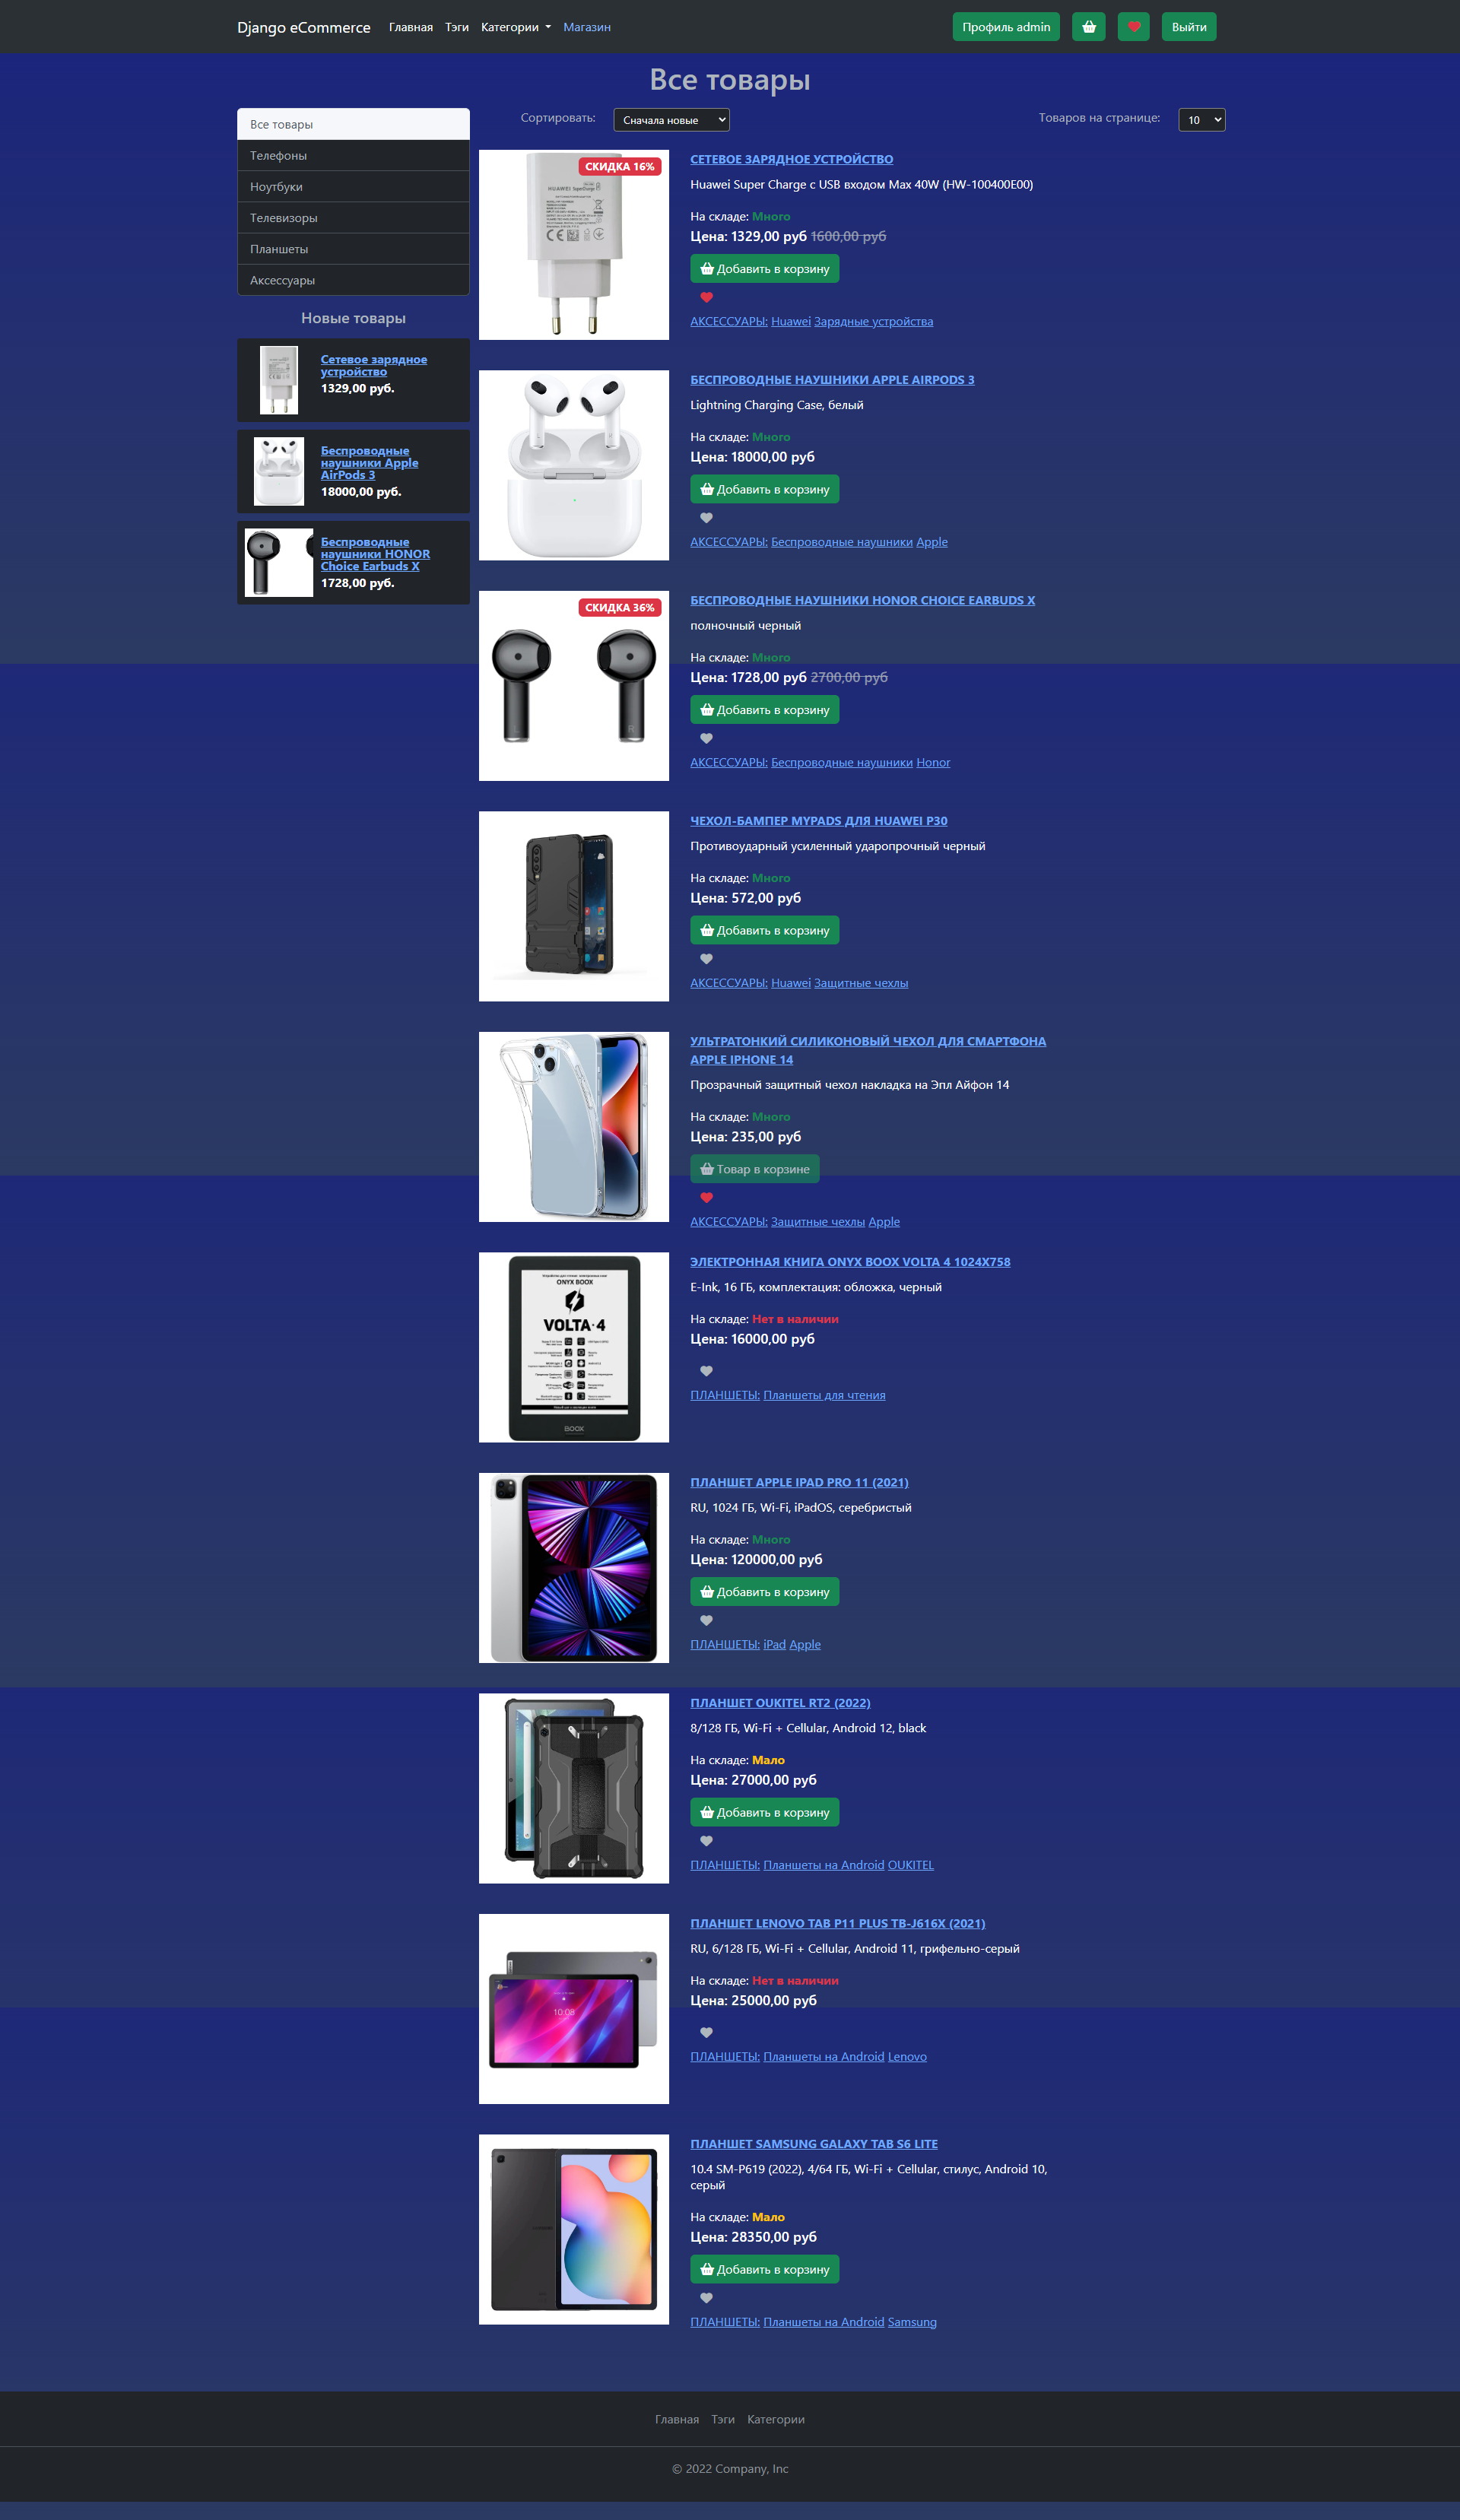 Django eCommerce Главная Тэги Категории Магазин Профиль admin Выйти
Все товары
Все товары
Телефоны
Ноутбуки
Телевизоры
Планшеты
Аксессуары
Новые товары
Сетевое зарядное
устройство
1329,00 руб.
Беспроводные
наушники Apple
AirPods 3
18000,00 руб.
Беспроводные
наушники HONOR
Choice Earbuds X
1728,00 руб.
Сортировать: Сначала новые Товаров на странице: 10
СКИДКА 16%
HUAWEI SuperCharge
СЕТЕВОЕ ЗАРЯДНОЕ УСТРОЙСТВО
Huawei Super Charge с USB входом Max 40W (HW-100400E00)
На складе: Много
Цена: 1329,00 руб 1600,00 руб
Добавить в корзину
АКСЕССУАРЫ: Huawei Зарядные устройства
БЕСПРОВОДНЫЕ НАУШНИКИ APPLE AIRPODS 3
Lightning Charging Case, белый
На складе: Много
Цена: 18000,00 руб
Добавить в корзину
АКСЕССУАРЫ: Беспроводные наушники Apple
СКИДКА 36%
БЕСПРОВОДНЫЕ НАУШНИКИ HONOR CHOICE EARBUDS X
полночный черный
На складе: Много
Цена: 1728,00 руб 2700,00 руб
Добавить в корзину
АКСЕССУАРЫ: Беспроводные наушники Honor
ЧЕХОЛ-БАМПЕР MYPADS ДЛЯ HUAWEI P30
Противоударный усиленный ударопрочный черный
На складе: Много
Цена: 572,00 руб
Добавить в корзину
АКСЕССУАРЫ: Huawei Защитные чехлы
УЛЬТРАТОНКИЙ СИЛИКОНОВЫЙ ЧЕХОЛ ДЛЯ СМАРТФОНА
APPLE IPHONE 14
Прозрачный защитный чехол накладка на Эпл Айфон 14
На складе: Много
Цена: 235,00 руб
Товар в корзине
АКСЕССУАРЫ: Защитные чехлы Apple
ONYX BOOX
VOLTA·4
BOOX
ЭЛЕКТРОННАЯ КНИГА ONYX BOOX VOLTA 4 1024X758
E-Ink, 16 ГБ, комплектация: обложка, черный
На складе: Нет в наличии
Цена: 16000,00 руб
ПЛАНШЕТЫ: Планшеты для чтения
ПЛАНШЕТ APPLE IPAD PRO 11 (2021)
RU, 1024 ГБ, Wi-Fi, iPadOS, серебристый
На складе: Много
Цена: 120000,00 руб
Добавить в корзину
ПЛАНШЕТЫ: iPad Apple
ПЛАНШЕТ OUKITEL RT2 (2022)
8/128 ГБ, Wi-Fi + Cellular, Android 12, black
На складе: Мало
Цена: 27000,00 руб
Добавить в корзину
ПЛАНШЕТЫ: Планшеты на Android OUKITEL
10:08
ПЛАНШЕТ LENOVO TAB P11 PLUS TB-J616X (2021)
RU, 6/128 ГБ, Wi-Fi + Cellular, Android 11, грифельно-серый
На складе: Нет в наличии
Цена: 25000,00 руб
ПЛАНШЕТЫ: Планшеты на Android Lenovo
ПЛАНШЕТ SAMSUNG GALAXY TAB S6 LITE
10.4 SM-P619 (2022), 4/64 ГБ, Wi-Fi + Cellular, стилус, Android 10,
серый
На складе: Мало
Цена: 28350,00 руб
Добавить в корзину
ПЛАНШЕТЫ: Планшеты на Android Samsung
Главная Тэги Категории
© 2022 Company, Inc